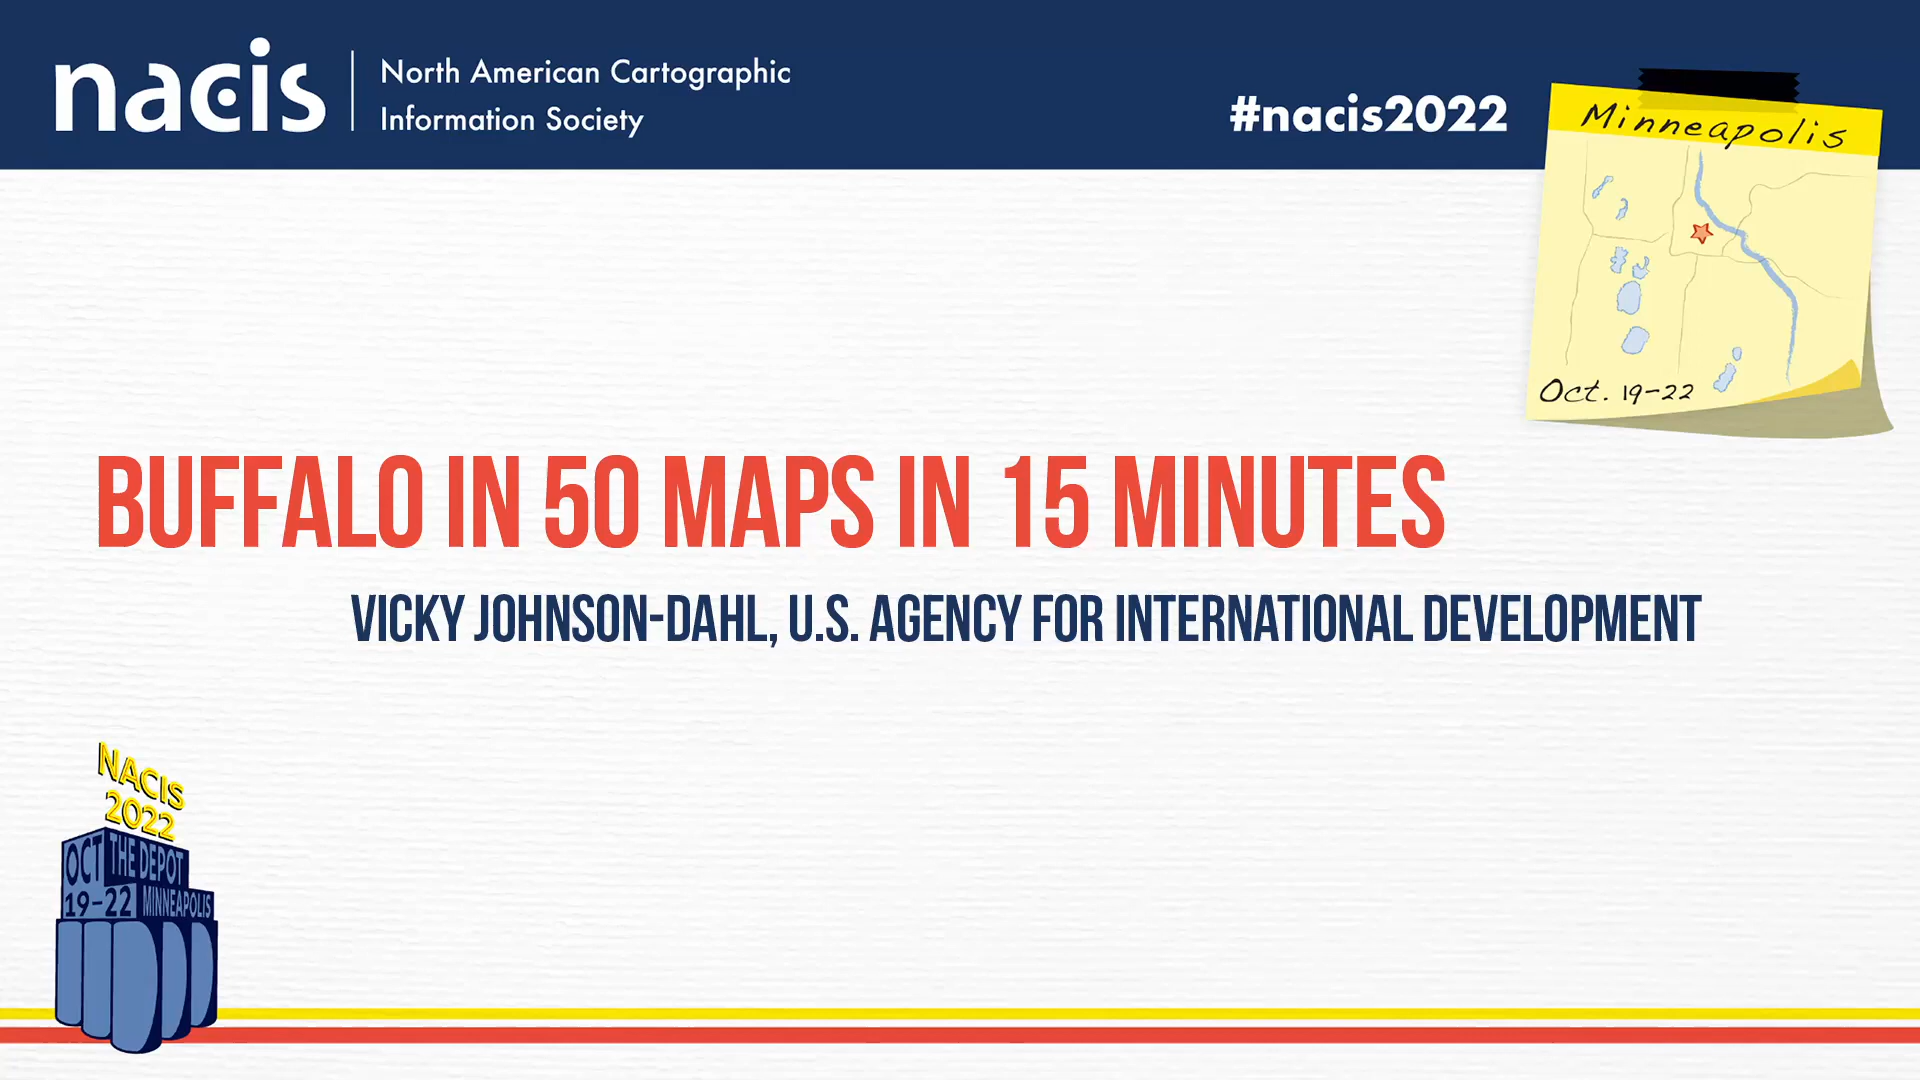 nacis
North American Cartographic
Information Society
#nacis2022
Minneapolis
Oct. 19-22
BUFFALO IN 50 MAPS IN 15 MINUTES
VICKY JOHNSON-DAHL, U.S. AGENCY FOR INTERNATIONAL DEVELOPMENT
NACIS
2022
OCT
19-22
THE DEPOT
MINNEAPOLIS